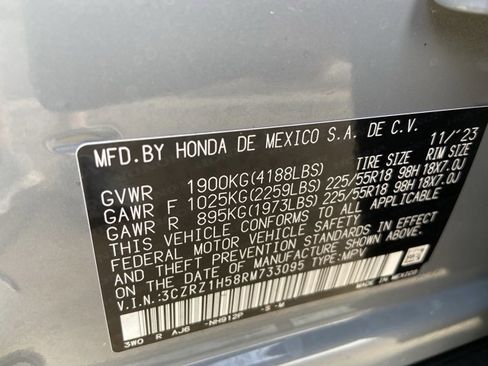 MFD.BY HONDA DE MEXICO S.A. DE C.V. 11/'23
TIRE SIZE RIM SIZE
GVWR 1900KG(4188LBS)
GAWR F 1025KG(2259LBS) 225/55R18 98H 18X7.0J
GAWR R 895KG(1973LBS) 225/55R18 98H 18X7.0J
THIS VEHICLE CONFORMS TO ALL APPLICABLE
FEDERAL MOTOR VEHICLE SAFETY
AND THEFT PREVENTION STANDARDS IN EFFECT
ON THE DATE OF MANUFACTURE SHOWN ABOVE.
V.I.N.:3CZRZ1H58RM733095 TYPE:MPV
3WO R AJ6 -NH912P -S -M MADE IN MEXICO